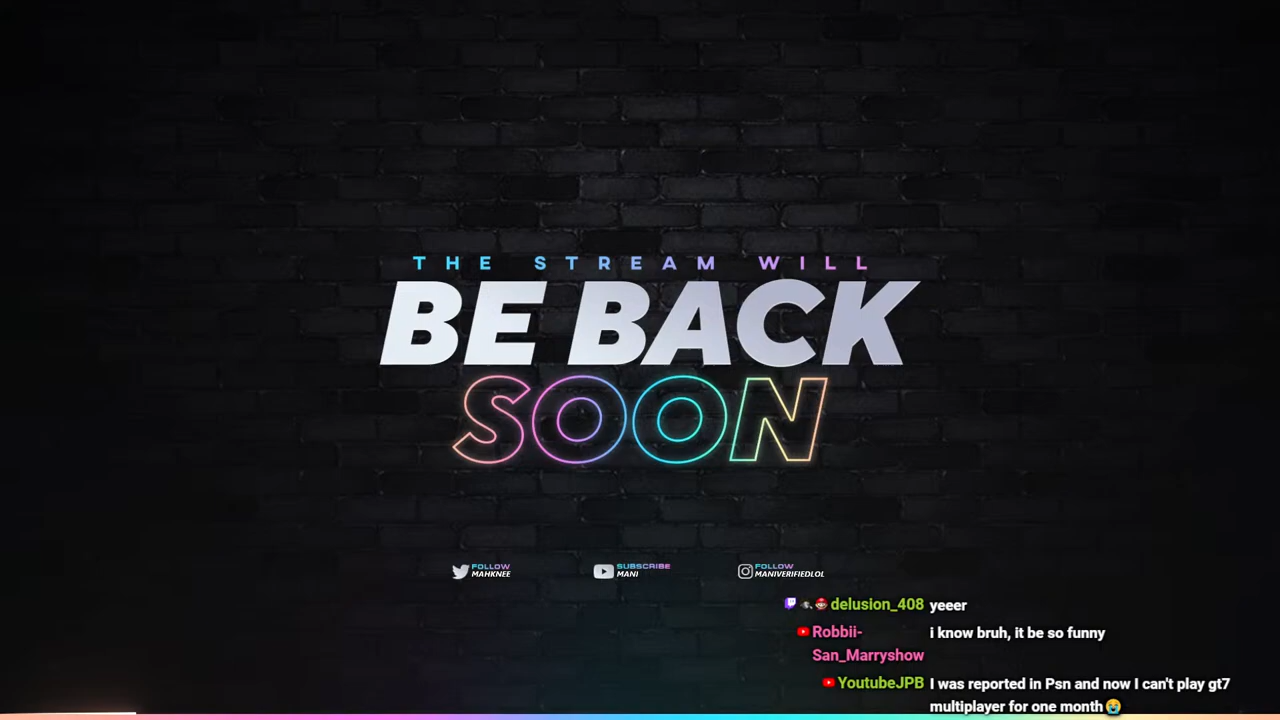 THE STREAM WILL
BE BACK
SOON
FOLLOW
MAHKNEE
SUBSCRIBE
MANI
FOLLOW
MANIVERIFIEDLOL
delusion_408 yeeer
Robbii-San_Marryshow i know bruh, it be so funny
YoutubeJPB I was reported in Psn and now I can't play gt7
multiplayer for one month😭